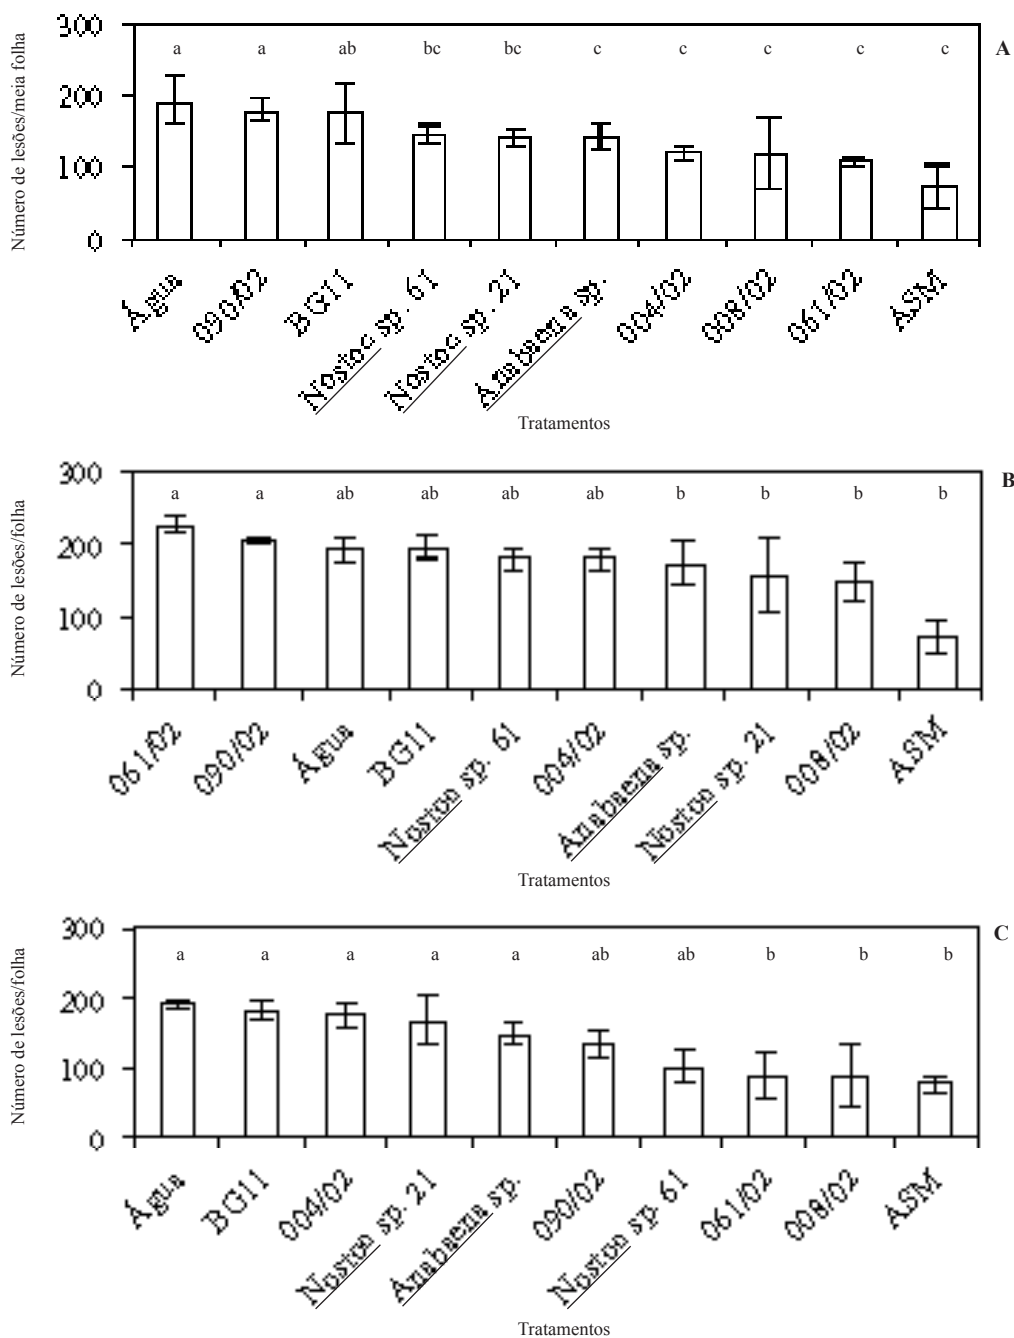 Número de lesões/meia folha
300
200
100
0
a a ab bc bc c c c c c
A
Água 090/02 BG11 Nostoc sp. 61 Nostoc sp. 21 Anabaena sp. 004/02 008/02 061/02 ASM
Tratamentos
Número de lesões/folha
300
200
100
0
a a ab ab ab ab b b b b
B
061/02 090/02 Água BG11 Nostoc sp. 61 004/02 Anabaena sp. Nostoc sp. 21 008/02 ASM
Tratamentos
Número de lesões/folha
300
200
100
0
a a a a a ab ab b b b
C
Água BG11 004/02 Nostoc sp. 21 Anabaena sp. 090/02 Nostoc sp. 61 061/02 008/02 ASM
Tratamentos